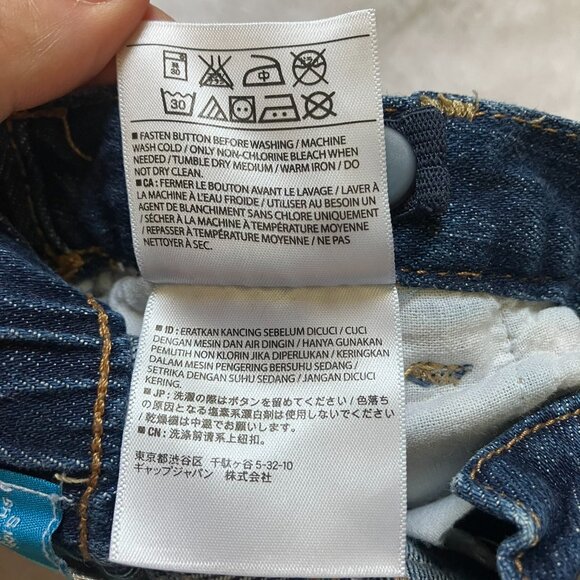 弱
30
中
30
■ FASTEN BUTTON BEFORE WASHING / MACHINE
WASH COLD / ONLY NON-CHLORINE BLEACH WHEN
NEEDED / TUMBLE DRY MEDIUM / WARM IRON / DO
NOT DRY CLEAN.
■ CA : FERMER LE BOUTON AVANT LE LAVAGE / LAVER À
LA MACHINE À L'EAU FROIDE / UTILISER AU BESOIN UN
AGENT DE BLANCHIMENT SANS CHLORE UNIQUEMENT
/ SÉCHER À LA MACHINE À TEMPÉRATURE MOYENNE
/ REPASSER À TEMPÉRATURE MOYENNE / NE PAS
NETTOYER À SEC.
■ ID : ERATKAN KANCING SEBELUM DICUCI / CUCI
DENGAN MESIN DAN AIR DINGIN / HANYA GUNAKAN
PEMUTIH NON KLORIN JIKA DIPERLUKAN / KERINGKAN
DALAM MESIN PENGERING BERSUHU SEDANG /
SETRIKA DENGAN SUHU SEDANG / JANGAN DICUCI
KERING.
■ JP : 洗濯の際はボタンを留めてください / 色落ち
の原因となる塩素系漂白剤は使用しないでください
/ 乾燥機は中温でお願いします
■ CN : 洗涤前请系上纽扣。
東京都渋谷区 千駄ヶ谷 5-32-10
ギャップジャパン 株式会社